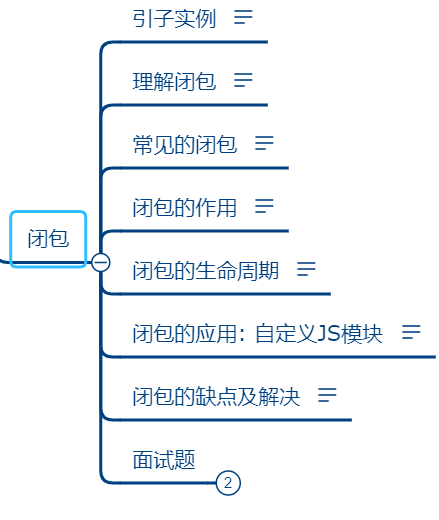 引子实例
理解闭包
常见的闭包
闭包的作用
闭包
闭包的生命周期
闭包的应用: 自定义JS模块
闭包的缺点及解决
面试题
2